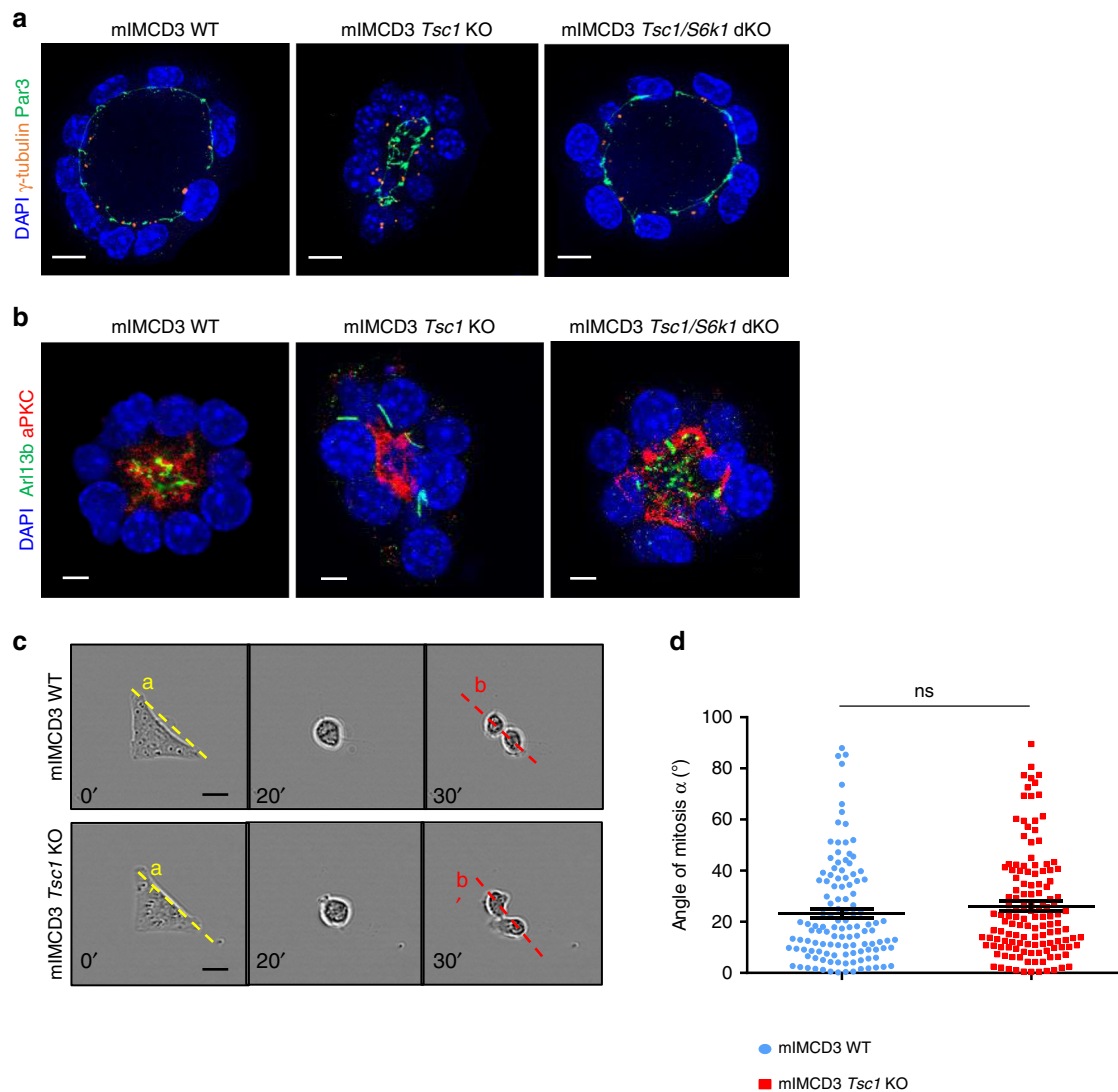 a
mIMCD3 WT
mIMCD3 Tsc1 KO
mIMCD3 Tsc1/S6k1 dKO
DAPI γ-tubulin Par3
b
mIMCD3 WT
mIMCD3 Tsc1 KO
mIMCD3 Tsc1/S6k1 dKO
DAPI Arl13b aPKC
c
mIMCD3 WT
a
b
0′
20′
30′
mIMCD3 Tsc1 KO
a
b
0′
20′
30′
d
ns
Angle of mitosis α (°)
100
80
60
40
20
0
mIMCD3 WT
mIMCD3 Tsc1 KO